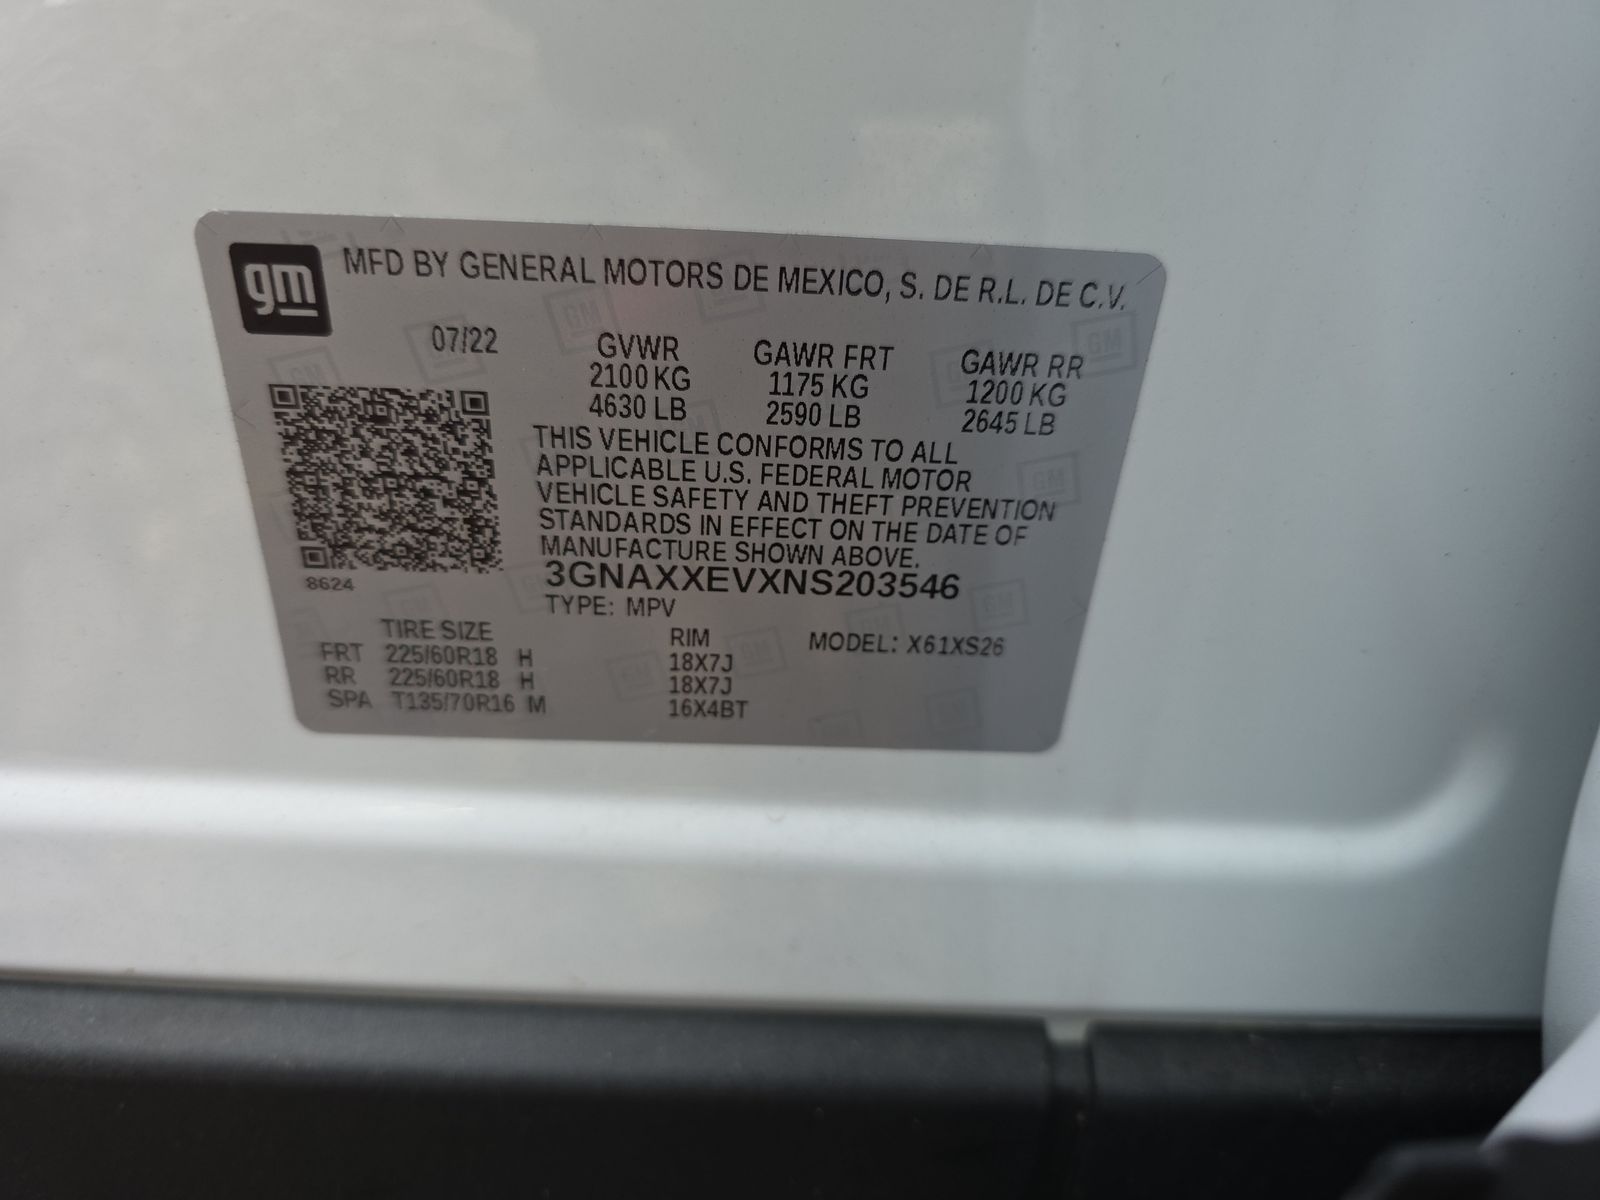 gm
MFD BY GENERAL MOTORS DE MEXICO, S. DE R.L. DE C.V.
07/22 GVWR GAWR FRT GAWR RR
2100 KG 1175 KG 1200 KG
4630 LB 2590 LB 2645 LB
THIS VEHICLE CONFORMS TO ALL
APPLICABLE U.S. FEDERAL MOTOR
VEHICLE SAFETY AND THEFT PREVENTION
STANDARDS IN EFFECT ON THE DATE OF
MANUFACTURE SHOWN ABOVE.
3GNAXXEVXNS203546
8624
TYPE: MPV
TIRE SIZE RIM MODEL: X61XS26
FRT 225/60R18 H 18X7J
RR 225/60R18 H 18X7J
SPA T135/70R16 M 16X4BT